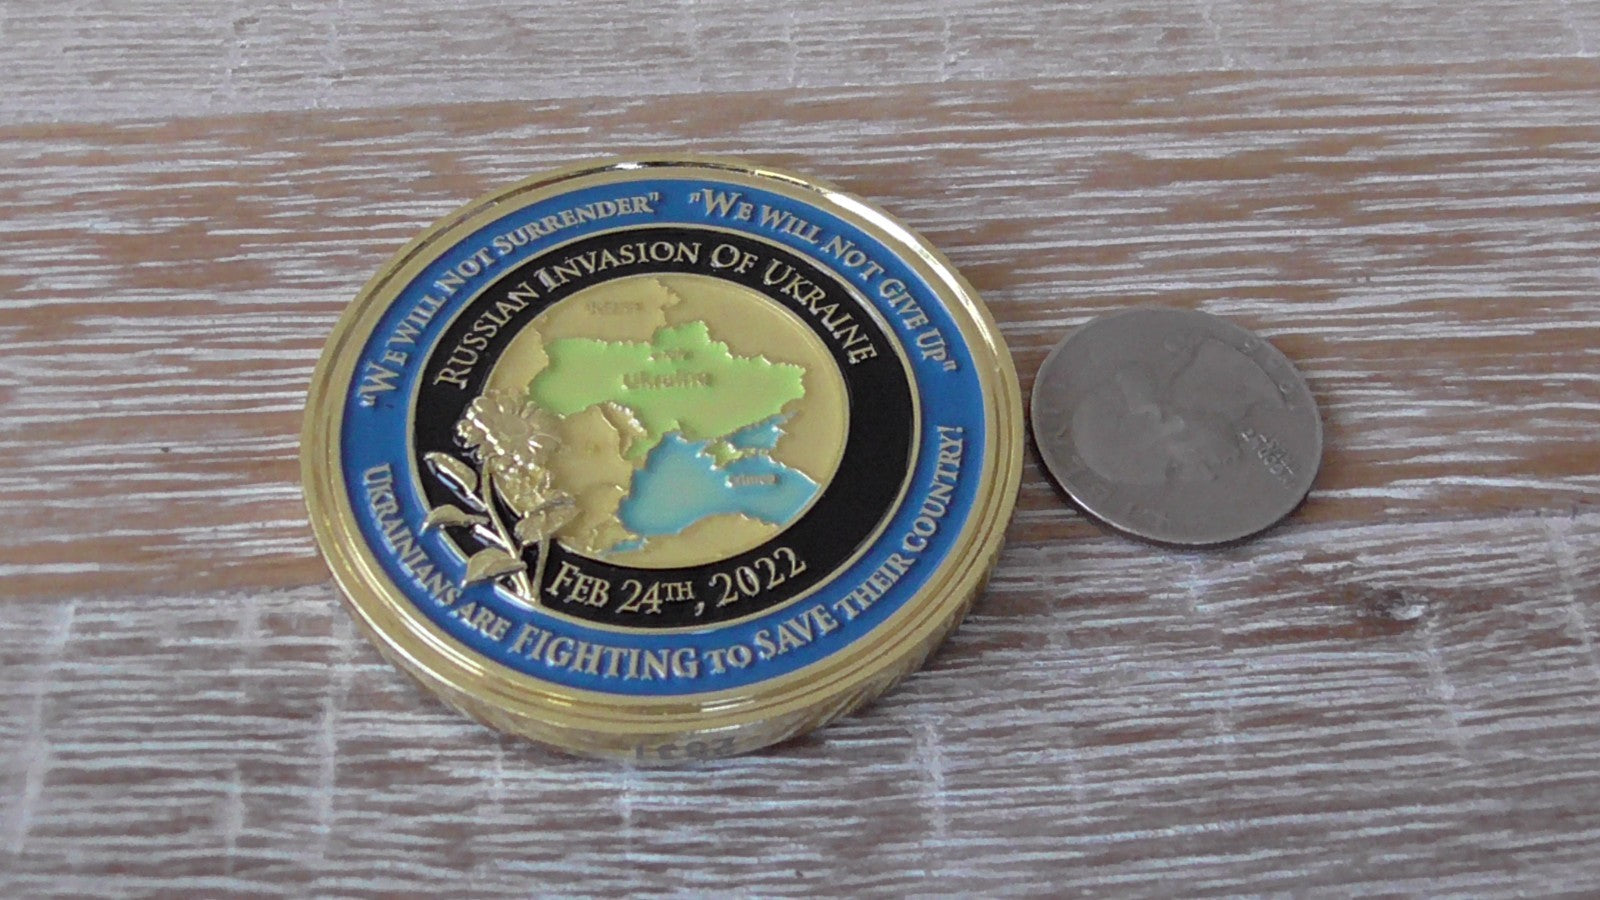 "WE WILL NOT SURRENDER" "WE WILL NOT GIVE UP"
RUSSIAN INVASION OF UKRAINE
Ukraine
FEB 24TH, 2022
UKRAINIANS ARE FIGHTING TO SAVE THEIR COUNTRY!